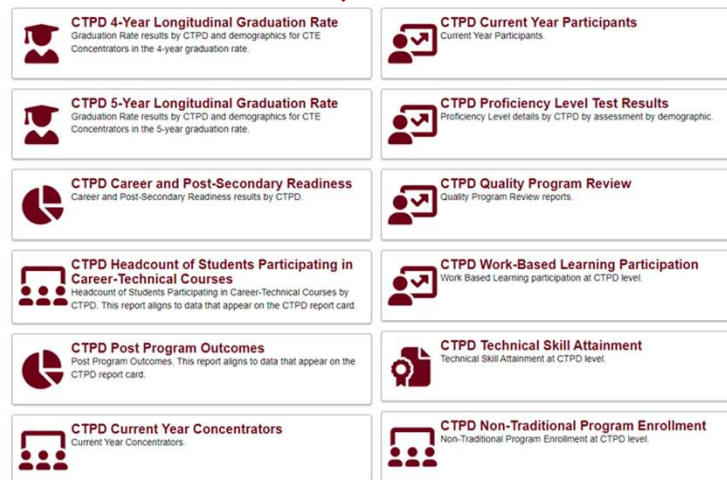 CTPD 4-Year Longitudinal Graduation Rate
Graduation Rate results by CTPD and demographics for CTE
Concentrators in the 4-year graduation rate.
CTPD 5-Year Longitudinal Graduation Rate
Graduation Rate results by CTPD and demographics for CTE
Concentrators in the 5-year graduation rate.
CTPD Career and Post-Secondary Readiness
Career and Post-Secondary Readiness results by CTPD.
CTPD Headcount of Students Participating in
Career-Technical Courses
Headcount of Students Participating in Career-Technical Courses by
CTPD. This report aligns to data that appear on the CTPD report card.
CTPD Post Program Outcomes
Post Program Outcomes. This report aligns to data that appear on the
CTPD report card.
CTPD Current Year Concentrators
Current Year Concentrators.
CTPD Current Year Participants
Current Year Participants.
CTPD Proficiency Level Test Results
Proficiency Level details by CTPD by assessment by demographic.
CTPD Quality Program Review
Quality Program Review reports.
CTPD Work-Based Learning Participation
Work Based Learning participation at CTPD level.
CTPD Technical Skill Attainment
Technical Skill Attainment at CTPD level.
CTPD Non-Traditional Program Enrollment
Non-Traditional Program Enrollment at CTPD level.